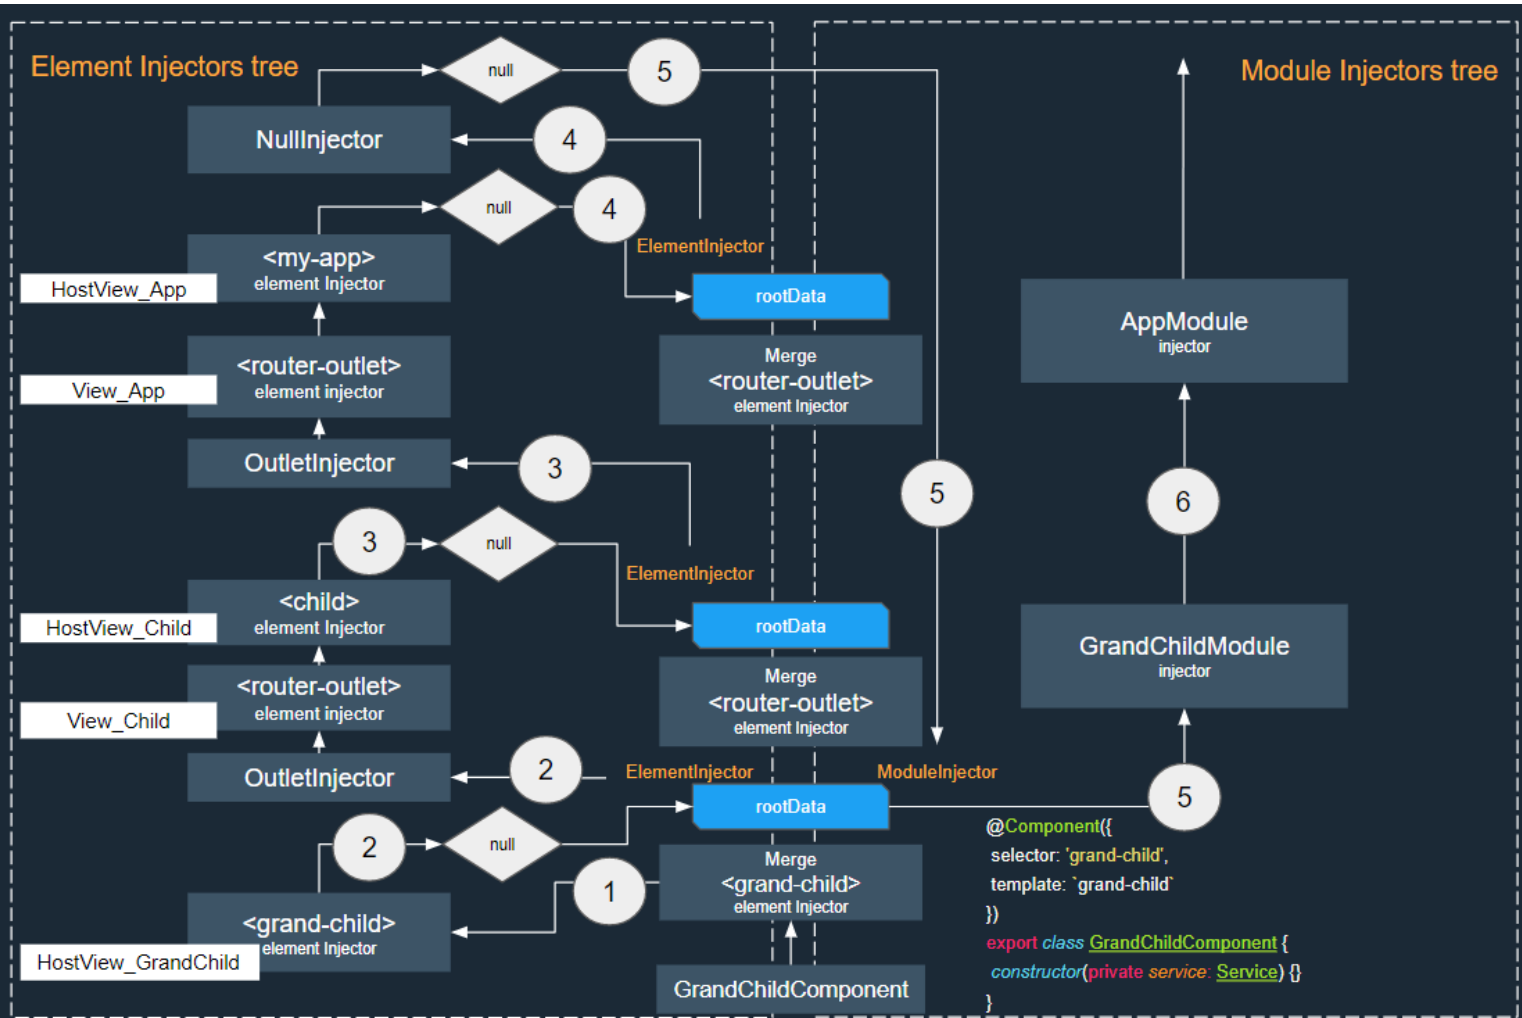 Element Injectors tree
null
5
Module Injectors tree
NullInjector
4
null
4
ElementInjector
<my-app>
element Injector
HostView_App
rootData
AppModule
injector
<router-outlet>
element injector
View_App
Merge
<router-outlet>
element Injector
OutletInjector
3
5
6
3
null
ElementInjector
<child>
element Injector
HostView_Child
rootData
GrandChildModule
injector
<router-outlet>
element injector
View_Child
Merge
<router-outlet>
element Injector
OutletInjector
2
ElementInjector
ModuleInjector
rootData
5
2
null
Merge
<grand-child>
element Injector
1
<grand-child>
element Injector
HostView_GrandChild
GrandChildComponent
@Component({
selector: 'grand-child',
template: `grand-child`
})
export class GrandChildComponent {
constructor(private service: Service) {}
}